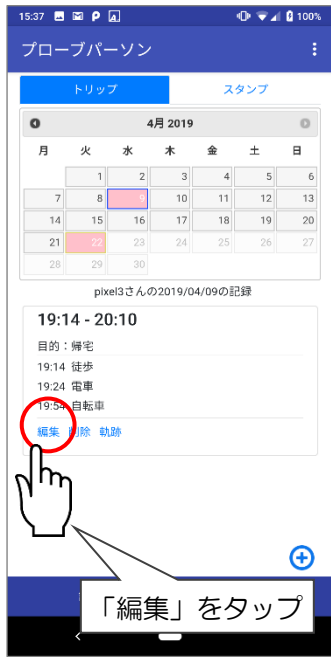 15:37 100%
プローブパーソン
トリップ スタンプ
4月 2019
月 火 水 木 金 土 日
1 2 3 4 5 6
7 8 9 10 11 12 13
14 15 16 17 18 19 20
21 22 23 24 25 26 27
28 29 30
pixel3さんの2019/04/09の記録
19:14 - 20:10
目的：帰宅
19:14 徒歩
19:24 電車
19:54 自転車
編集 削除 軌跡
「編集」をタップ